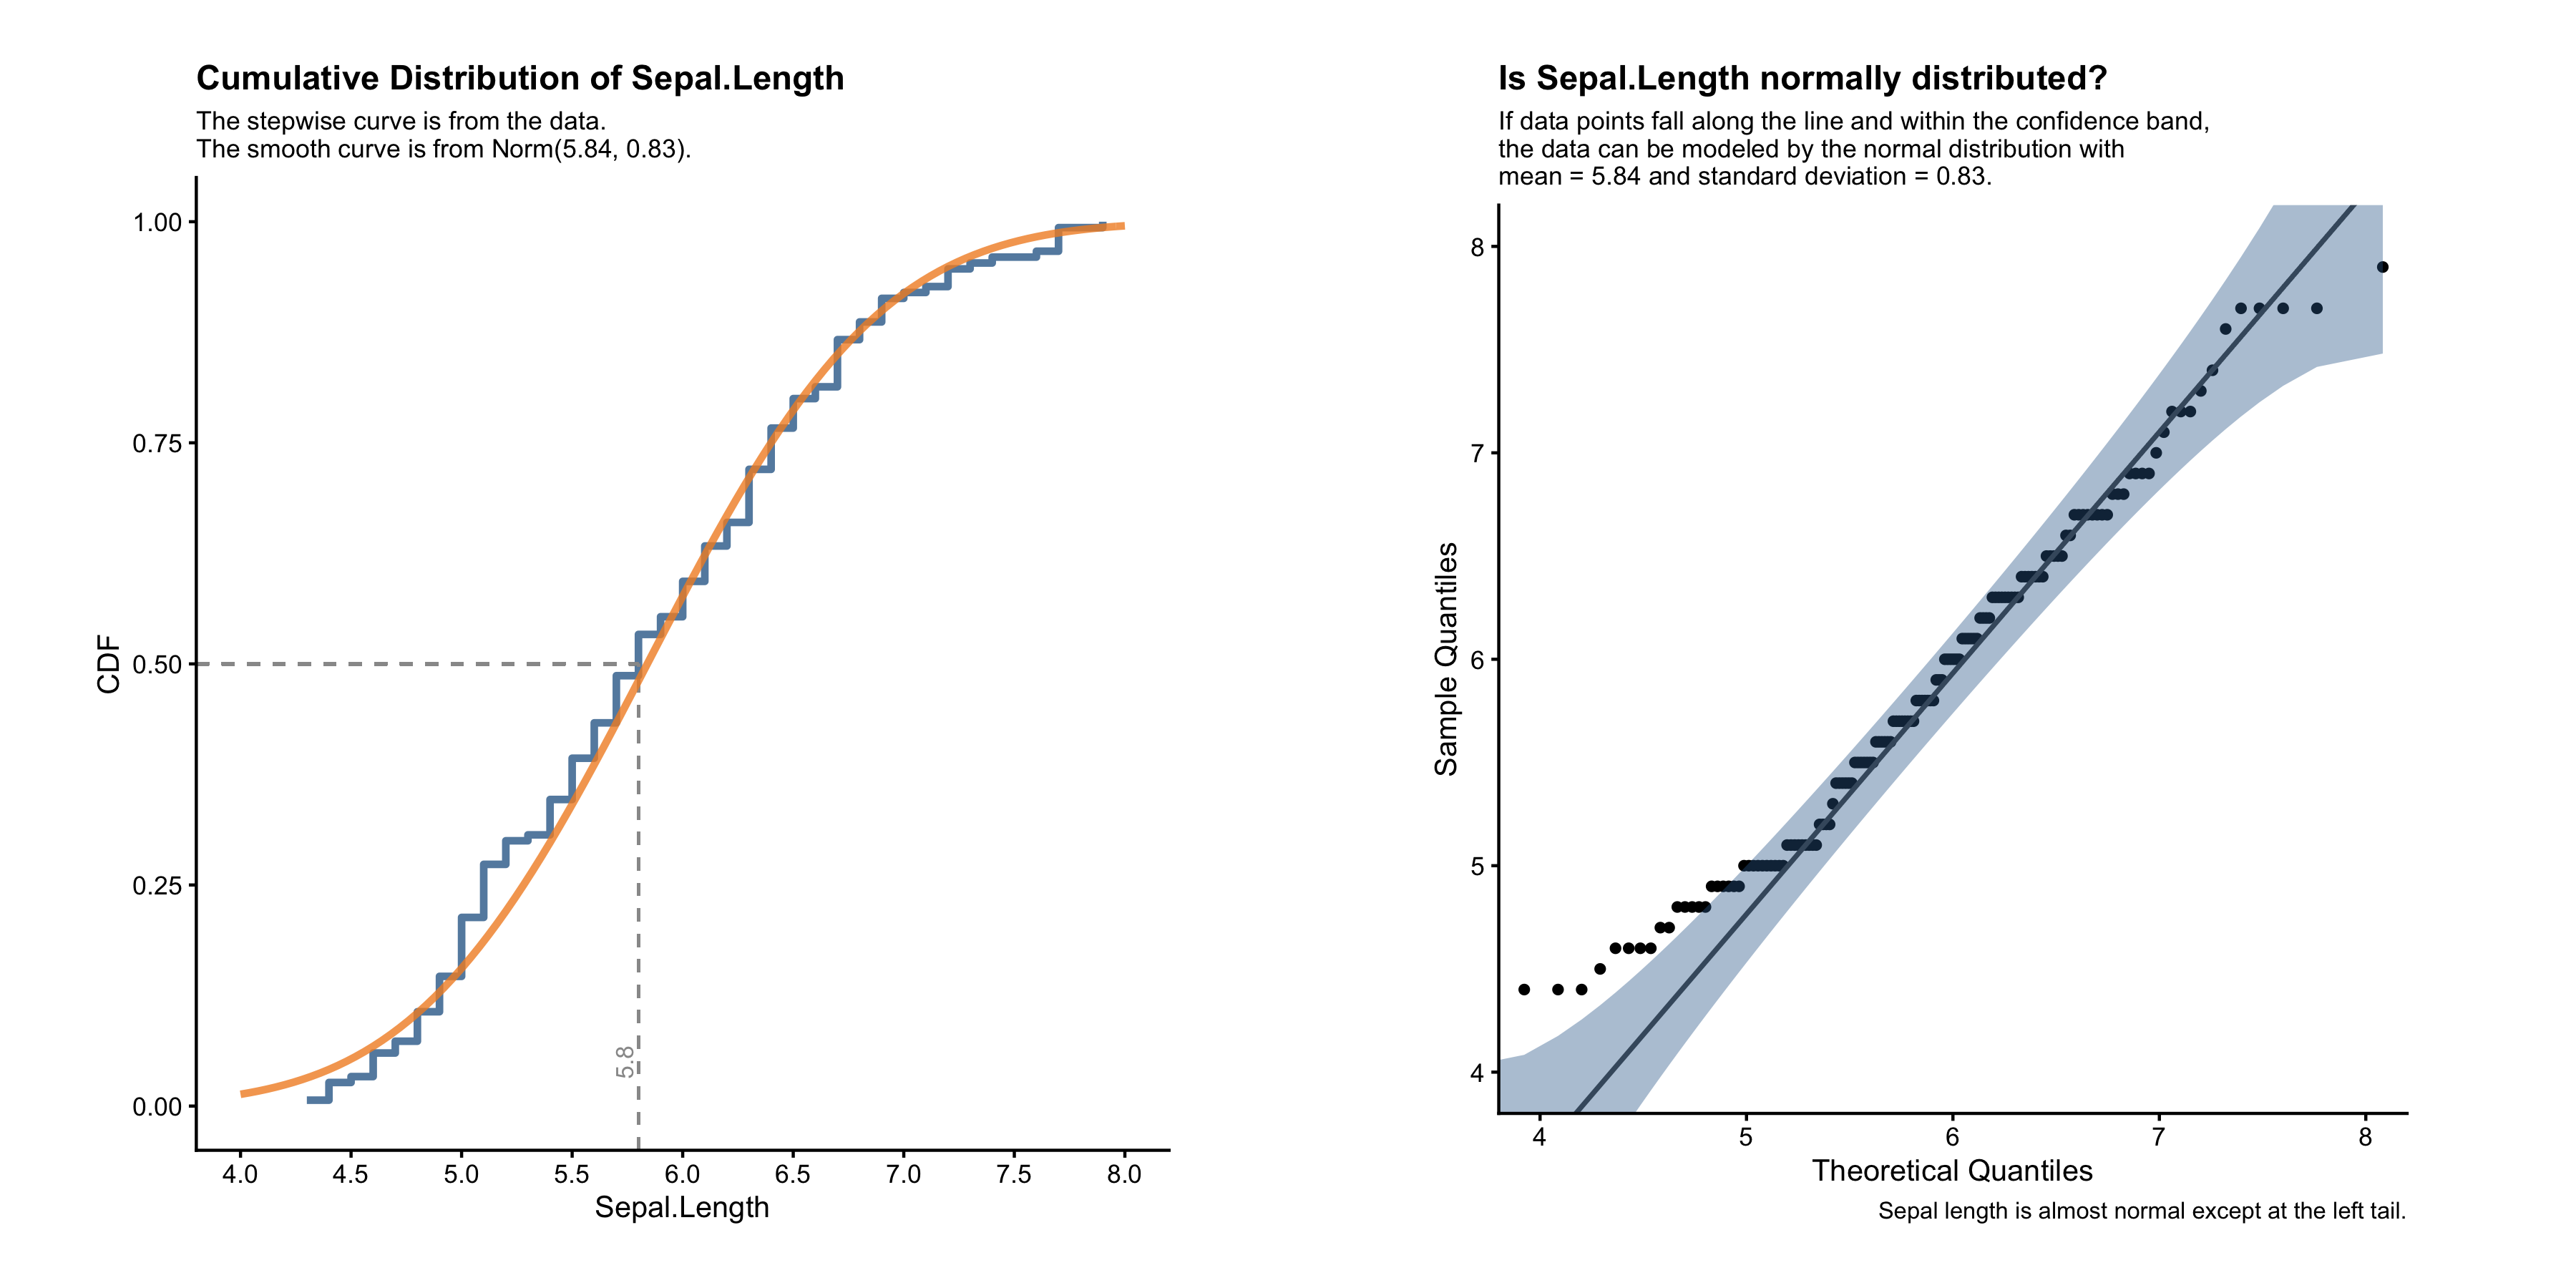 Cumulative Distribution of Sepal.Length
The stepwise curve is from the data.
The smooth curve is from Norm(5.84, 0.83).
1.00
0.75
0.50
0.25
0.00
CDF
5.8
4.0 4.5 5.0 5.5 6.0 6.5 7.0 7.5 8.0
Sepal.Length
Is Sepal.Length normally distributed?
If data points fall along the line and within the confidence band,
the data can be modeled by the normal distribution with
mean = 5.84 and standard deviation = 0.83.
8
7
6
5
4
Sample Quantiles
4 5 6 7 8
Theoretical Quantiles
Sepal length is almost normal except at the left tail.